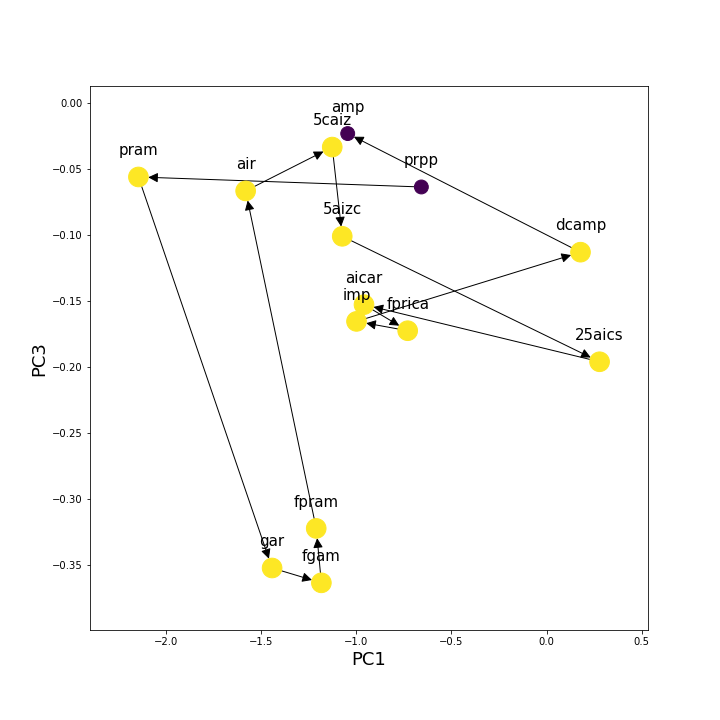 amp
5caiz
pram
air
prpp
5aizc
dcamp
aicar
imp
fprica
25aics
fpram
gar
fgam
0.00
−0.05
−0.10
−0.15
−0.20
−0.25
−0.30
−0.35
PC3
−2.0
−1.5
−1.0
−0.5
0.0
0.5
PC1